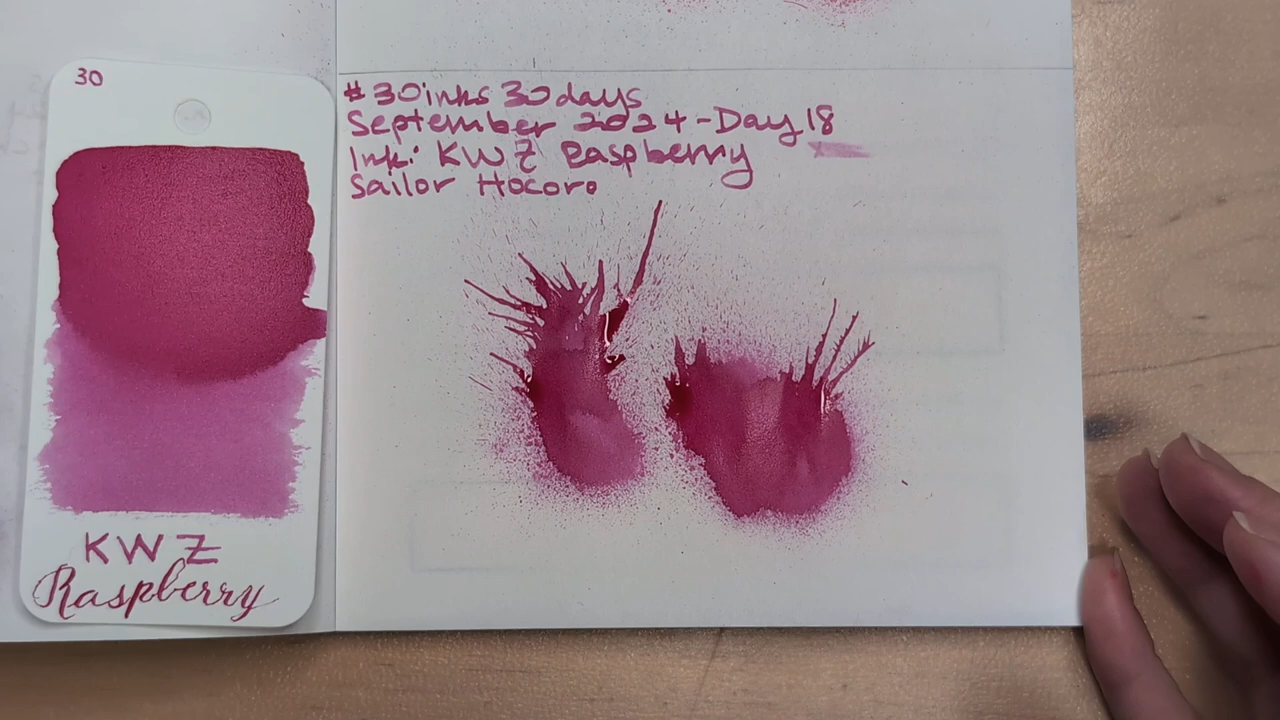 30
KWZ
Raspberry
#30inks30days
September 2024-Day 18
Ink: KWZ Raspberry
Sailor Hocoro